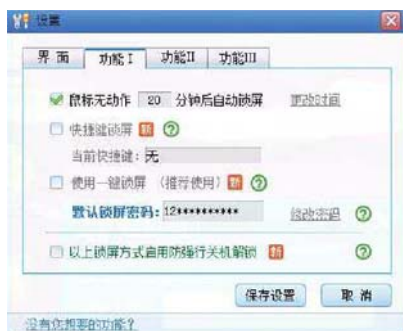 设置
界 面 功能I 功能II 功能III
鼠标无动作 20 分钟后自动锁屏 更改时间
快捷键锁屏 新 ?
当前快捷键: 无
使用一键锁屏 (推荐使用) 新 ?
默认锁屏密码: 12********** 修改密码 ?
以上锁屏方式启用防强行关机解锁 新 ?
保存设置 取 消
没有您想要的功能?